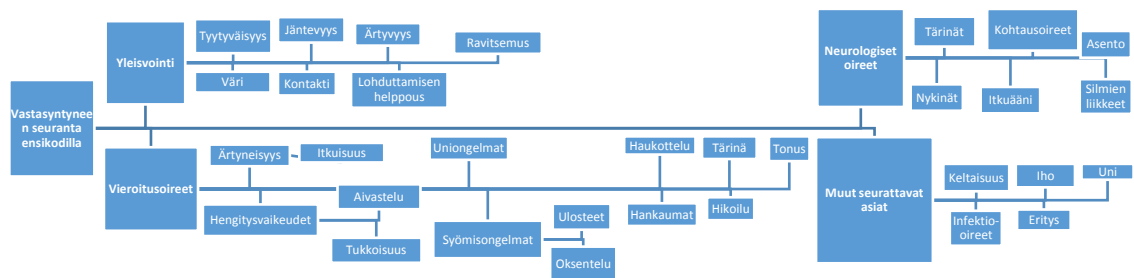 Vastasyntynee
n seuranta
ensikodilla
Yleisvointi
Tyytyväisyys
Väri
Jäntevyys
Kontakti
Ärtyvyys
Lohduttamisen
helppous
Ravitsemus
Vieroitusoireet
Ärtyneisyys
Itkuisuus
Hengitysvaikeudet
Aivastelu
Tukkoisuus
Uniongelmat
Syömisongelmat
Ulosteet
Oksentelu
Haukottelu
Hankaumat
Tärinä
Hikoilu
Tonus
Neurologiset
oireet
Tärinät
Nykinät
Kohtausoireet
Itkuääni
Asento
Silmien
liikkeet
Muut seurattavat
asiat
Keltaisuus
Infektio-
oireet
Iho
Eritys
Uni